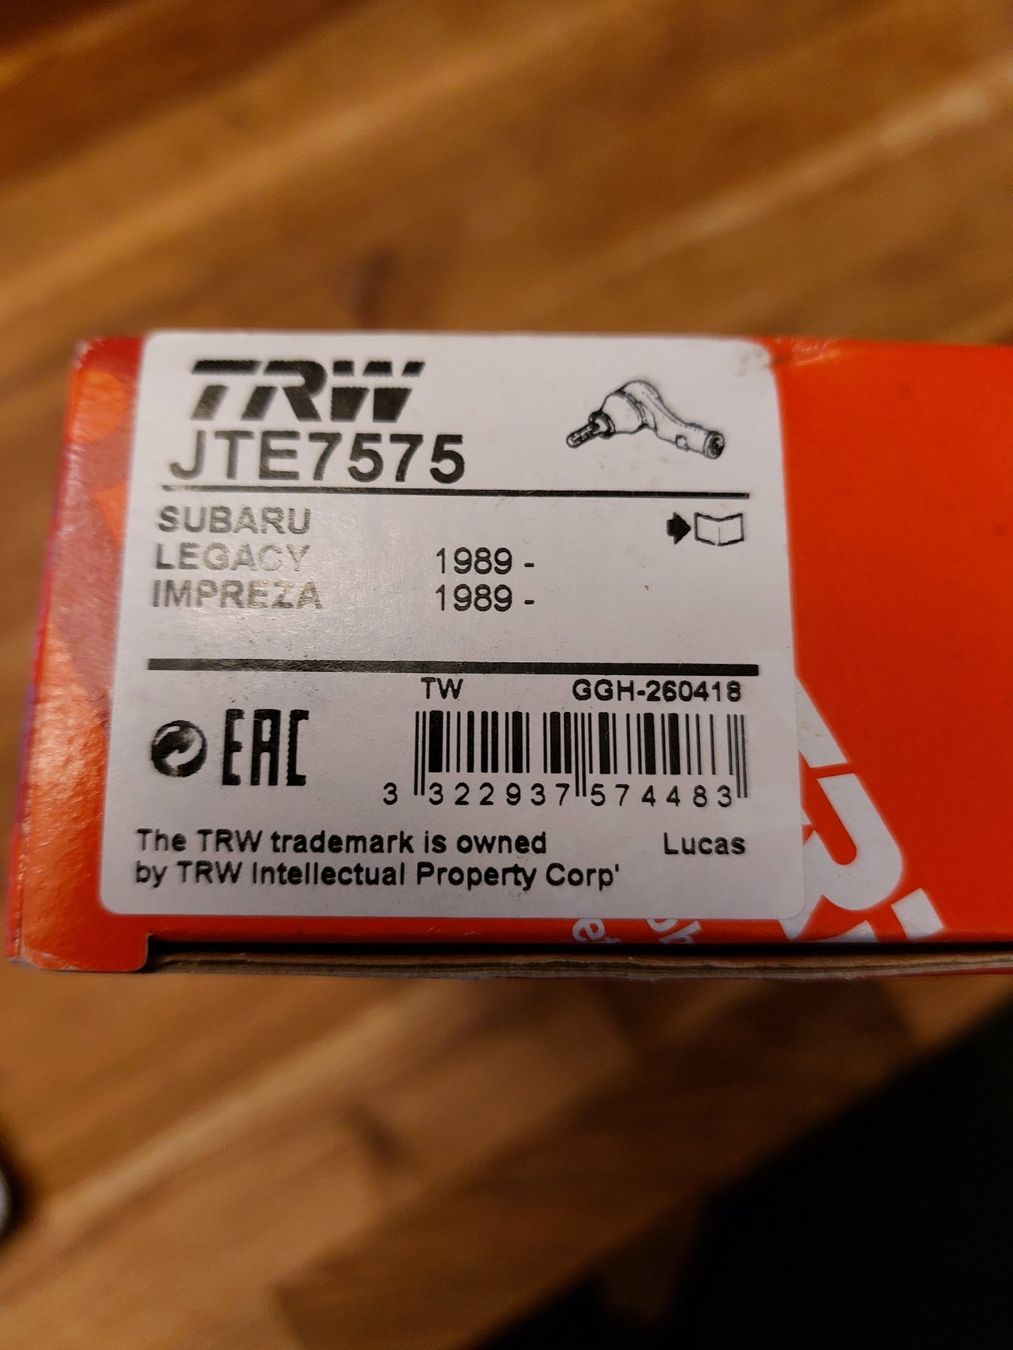 TRW
JTE7575
SUBARU
LEGACY 1989 -
IMPREZA 1989 -
TW GGH-260418
EAC
3 322937 574483
The TRW trademark is owned Lucas
by TRW Intellectual Property Corp'